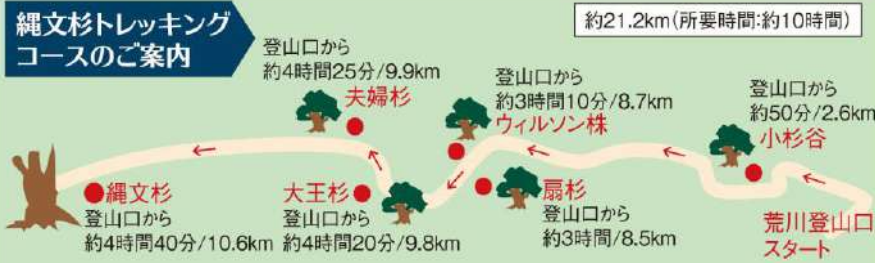 縄文杉トレッキング
コースのご案内
約21.2km(所要時間:約10時間)
登山口から
約4時間25分/9.9km
夫婦杉
登山口から
約3時間10分/8.7km
ウィルソン株
登山口から
約50分/2.6km
小杉谷
縄文杉
登山口から
約4時間40分/10.6km
大王杉
登山口から
約4時間20分/9.8km
扇杉
登山口から
約3時間/8.5km
荒川登山口
スタート